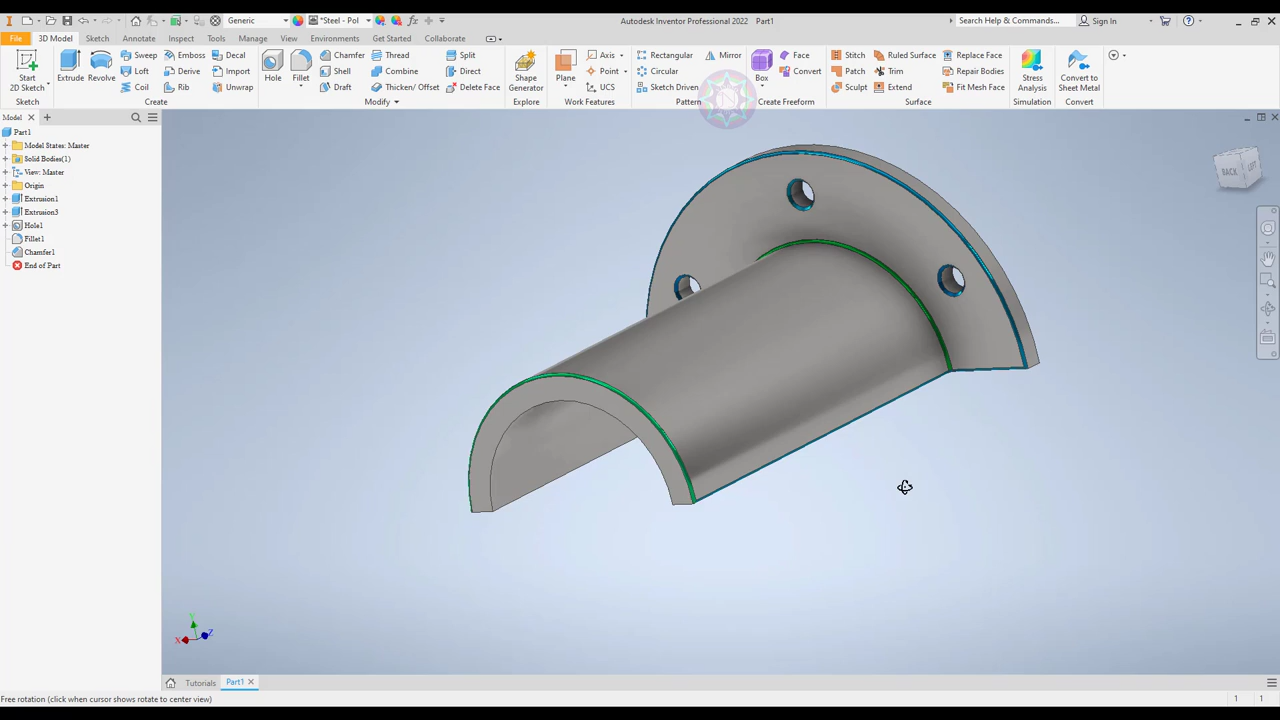 Generic
*Steel - Pol
Autodesk Inventor Professional 2022 Part1
Search Help & Commands...
Sign In
File 3D Model Sketch Annotate Inspect Tools Manage View Environments Get Started Collaborate
Sweep Emboss Decal Chamfer Thread Split Axis Rectangular Mirror Face Stitch Ruled Surface Replace Face
Start 2D Sketch Extrude Revolve Loft Derive Import Hole Fillet Shell Combine Direct Shape Generator Plane Point Circular Box Convert Patch Trim Repair Bodies Stress Analysis Convert to Sheet Metal
Coil Rib Unwrap Draft Thicken/ Offset Delete Face UCS Sketch Driven Sculpt Extend Fit Mesh Face
Sketch Create Modify Explore Work Features Pattern Create Freeform Surface Simulation Convert
Model
Part1
Model States: Master
Solid Bodies(1)
View: Master
Origin
Extrusion1
Extrusion3
Hole1
Fillet1
Chamfer1
End of Part
BACK LEFT
Y
X Z
Tutorials Part1
Free rotation (click when cursor shows rotate to center view)
1 1